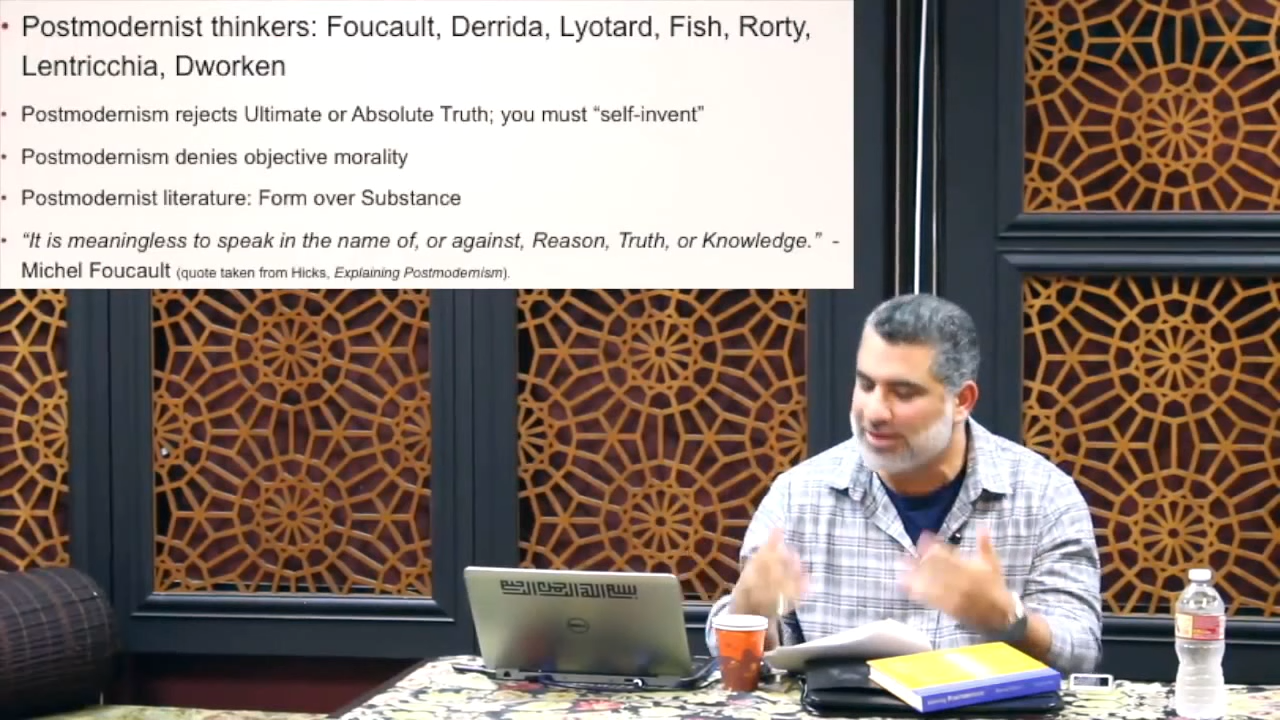 • Postmodernist thinkers: Foucault, Derrida, Lyotard, Fish, Rorty,
Lentricchia, Dworken
• Postmodernism rejects Ultimate or Absolute Truth; you must “self-invent”
• Postmodernism denies objective morality
• Postmodernist literature: Form over Substance
• “It is meaningless to speak in the name of, or against, Reason, Truth, or Knowledge.” -
Michel Foucault (quote taken from Hicks, Explaining Postmodernism).
بسم الله الرحمن الرحيم
DELL